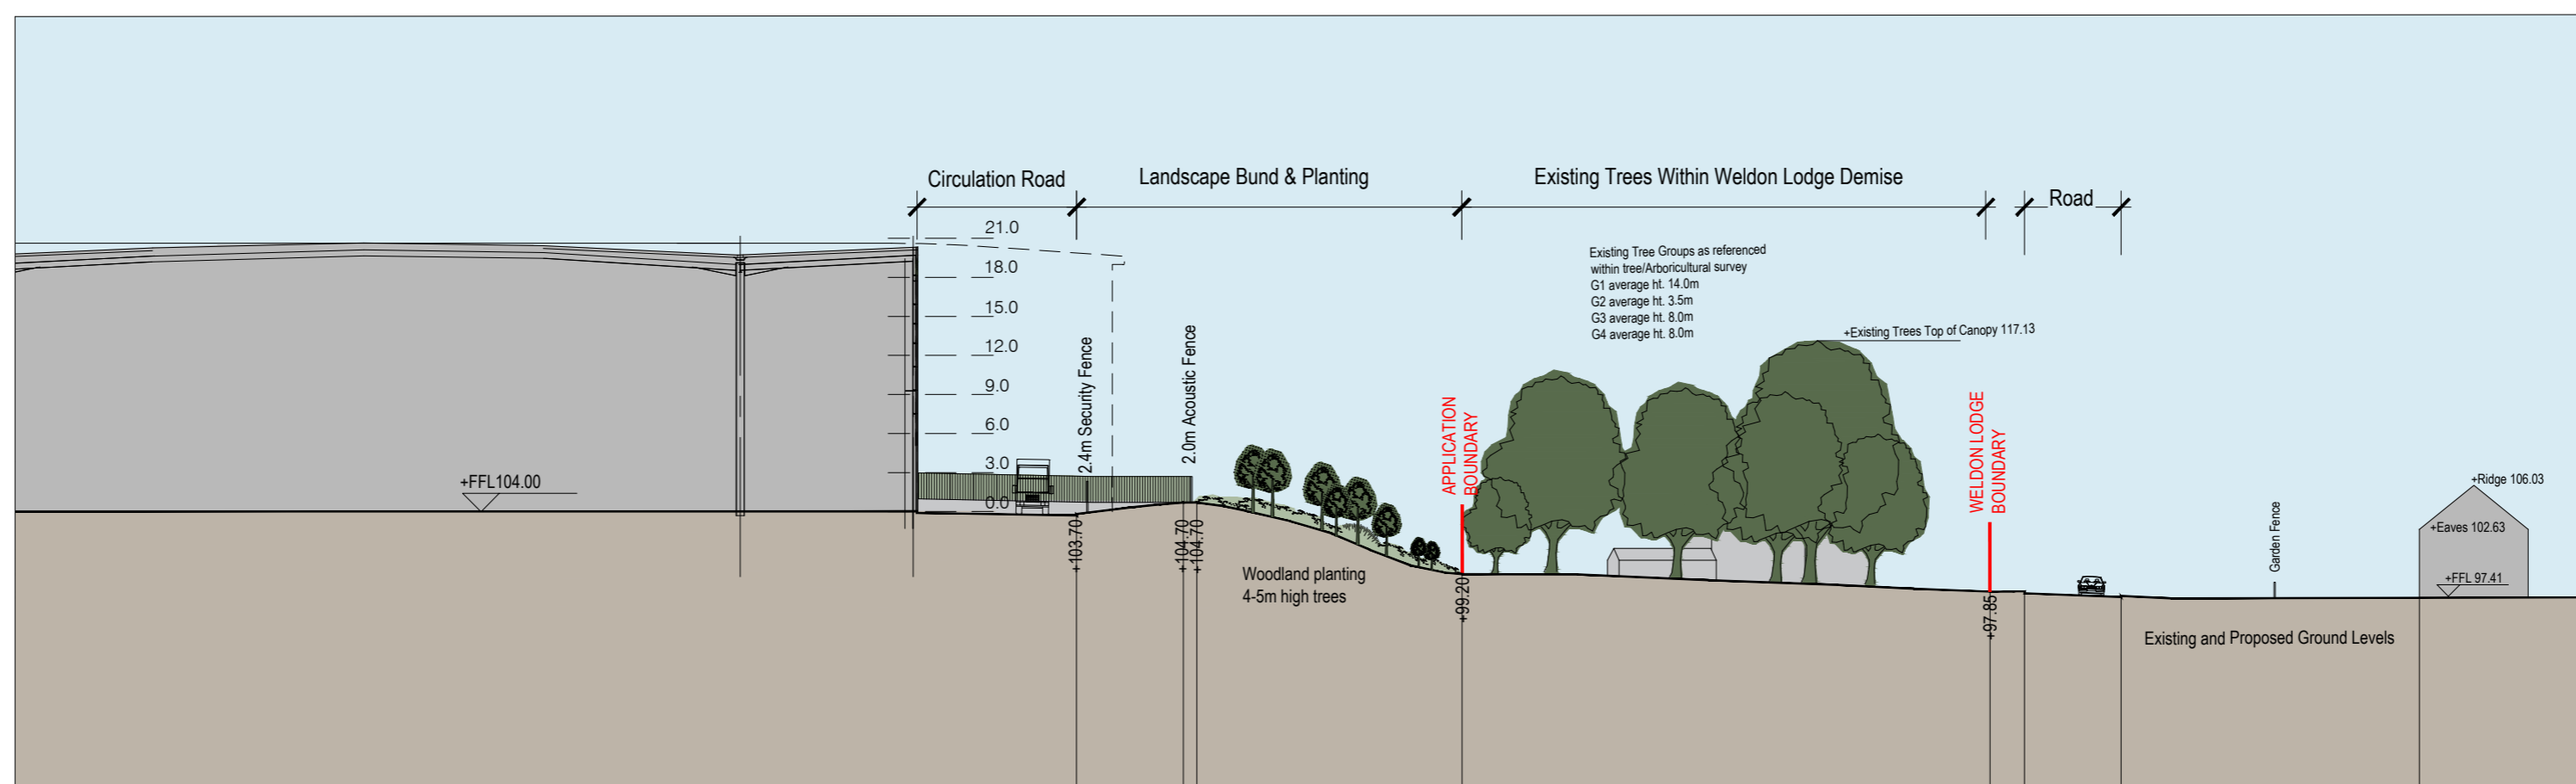 Circulation Road
Landscape Bund & Planting
Existing Trees Within Weldon Lodge Demise
Road
21.0
18.0
15.0
12.0
9.0
6.0
3.0
0.0
Existing Tree Groups as referenced
within tree/Arboricultural survey
G1 average ht. 14.0m
G2 average ht. 3.5m
G3 average ht. 8.0m
G4 average ht. 8.0m
+Existing Trees Top of Canopy 117.13
2.4m Security Fence
2.0m Acoustic Fence
APPLICATION
BOUNDARY
WELDON LODGE
BOUNDARY
+FFL104.00
+Ridge 106.03
+Eaves 102.63
+FFL 97.41
Garden Fence
+103.70
+104.70
+104.70
+99.20
+97.85
Woodland planting
4-5m high trees
Existing and Proposed Ground Levels